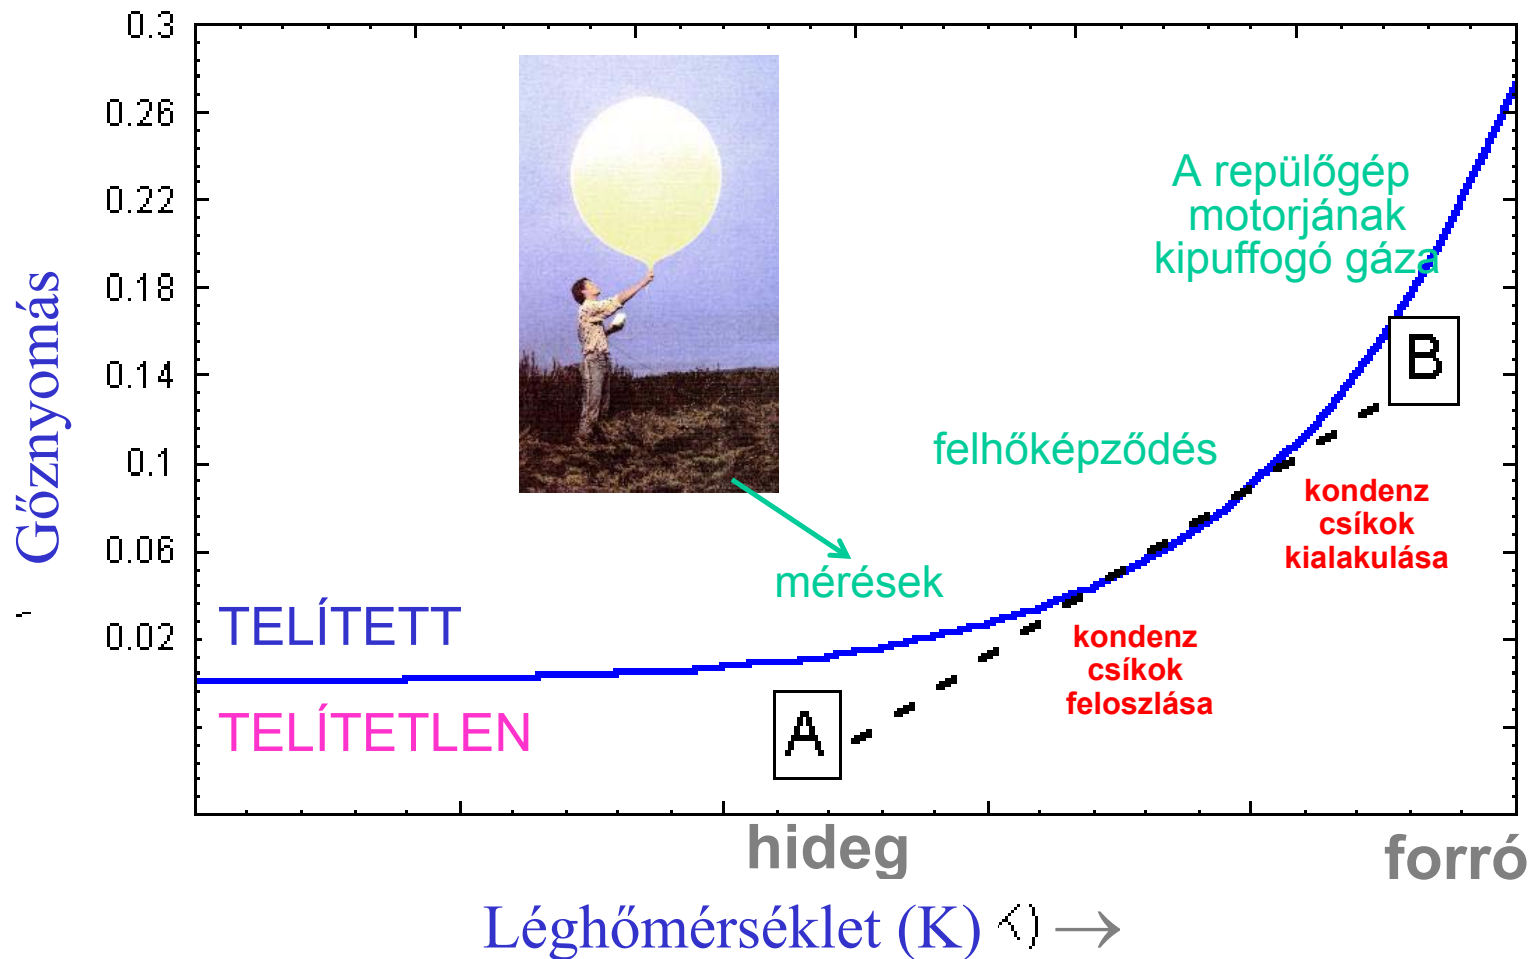 0.3
0.26
0.22
0.18
0.14
0.1
0.06
0.02
Gőznyomás
A repülőgép
motorjának
kipuffogó gáza
B
felhőképződés
kondenz
csíkok
kialakulása
mérések
TELÍTETT
kondenz
csíkok
feloszlása
TELÍTETLEN
A
hideg
forró
Léghőmérséklet (K) →